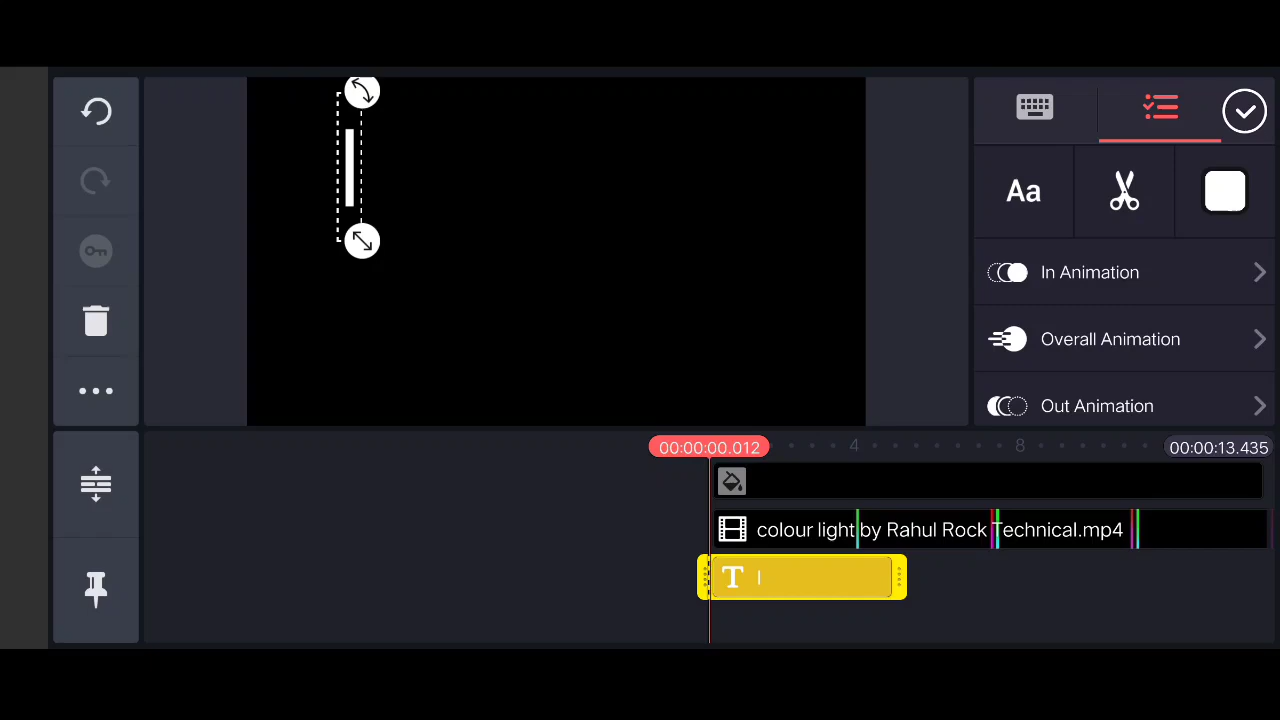 Aa
In Animation
Overall Animation
Out Animation
00:00:00.012
4
8
00:00:13.435
colour light by Rahul Rock Technical.mp4
T
I